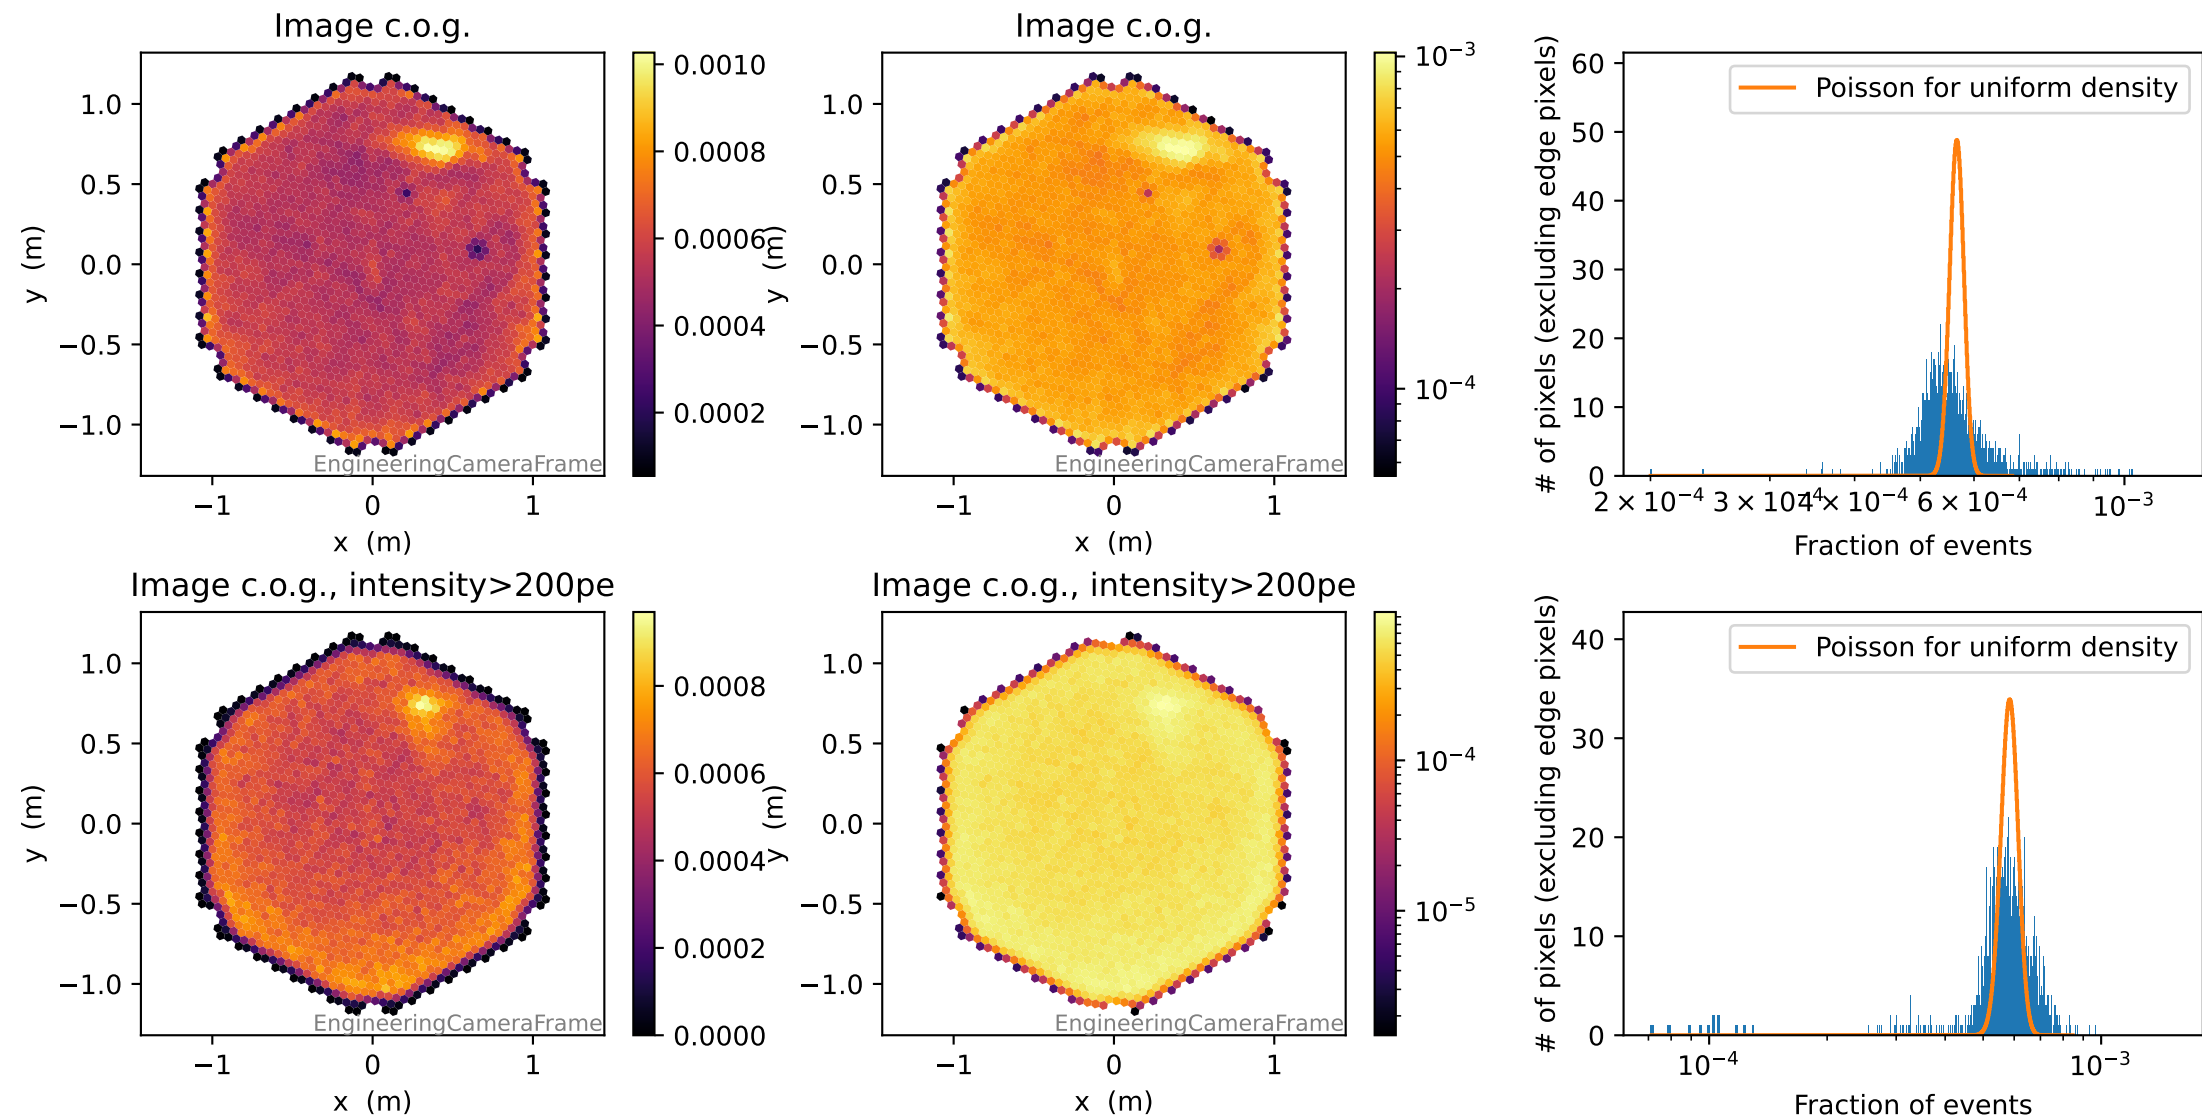 Image c.o.g.
Image c.o.g.
1.0
0.5
0.0
−0.5
−1.0
y (m)
−1
0
1
x (m)
EngineeringCameraFrame
0.0010
0.0008
0.0006
0.0004
0.0002
1.0
0.5
0.0
−0.5
−1.0
y (m)
−1
0
1
x (m)
EngineeringCameraFrame
10⁻³
10⁻⁴
# of pixels (excluding edge pixels)
60
50
40
30
20
10
0
Poisson for uniform density
2 × 10⁻⁴
3 × 10⁻⁴
4 × 10⁻⁴
6 × 10⁻⁴
10⁻³
Fraction of events
Image c.o.g., intensity>200pe
Image c.o.g., intensity>200pe
1.0
0.5
0.0
−0.5
−1.0
y (m)
−1
0
1
x (m)
EngineeringCameraFrame
0.0008
0.0006
0.0004
0.0002
0.0000
1.0
0.5
0.0
−0.5
−1.0
y (m)
−1
0
1
x (m)
EngineeringCameraFrame
10⁻⁴
10⁻⁵
# of pixels (excluding edge pixels)
40
30
20
10
0
Poisson for uniform density
10⁻⁴
10⁻³
Fraction of events